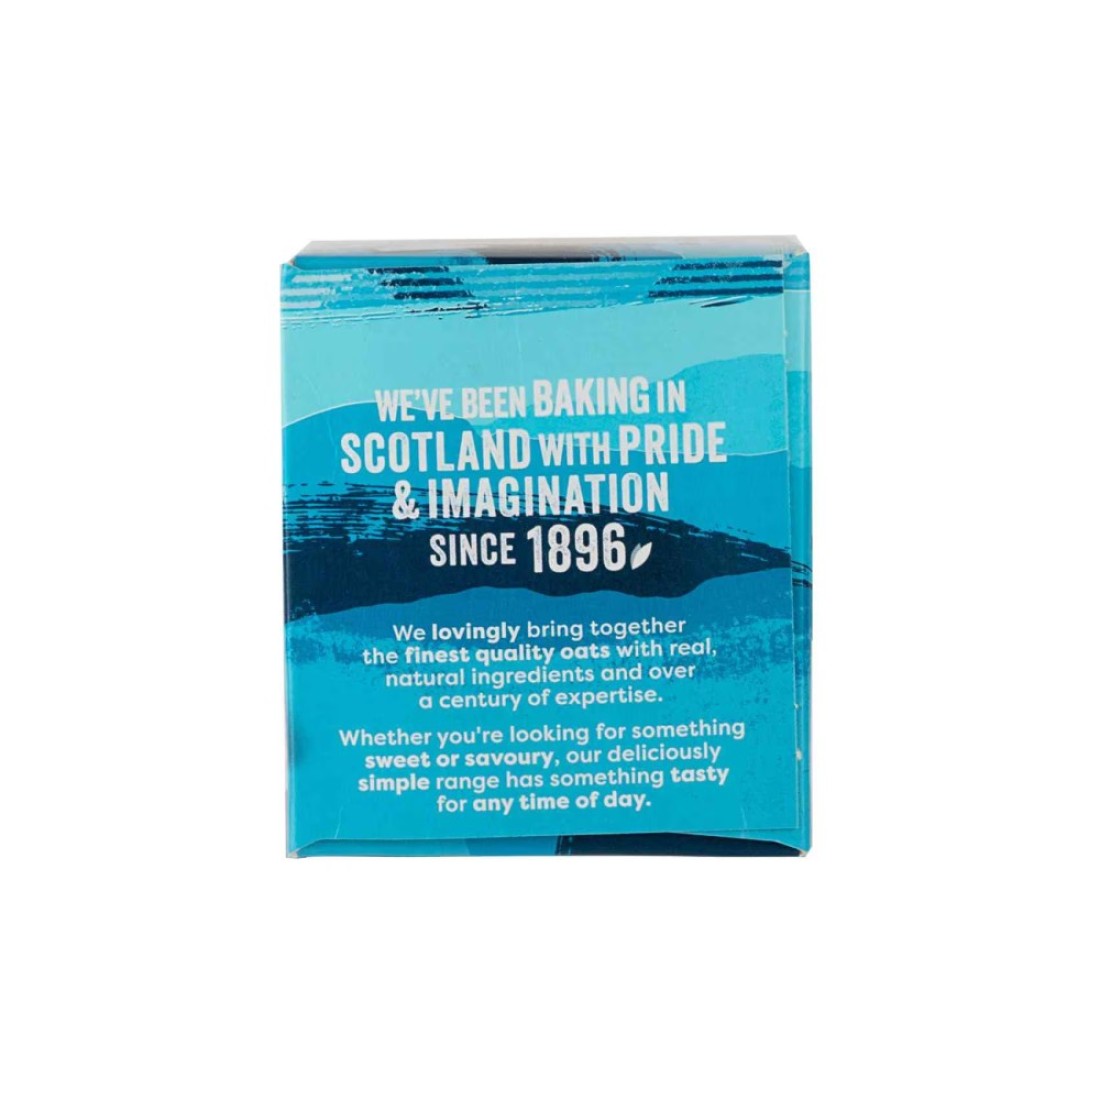 WE'VE BEEN BAKING IN
SCOTLAND WITH PRIDE
& IMAGINATION
SINCE 1896
We lovingly bring together
the finest quality oats with real,
natural ingredients and over
a century of expertise.
Whether you're looking for something
sweet or savoury, our deliciously
simple range has something tasty
for any time of day.